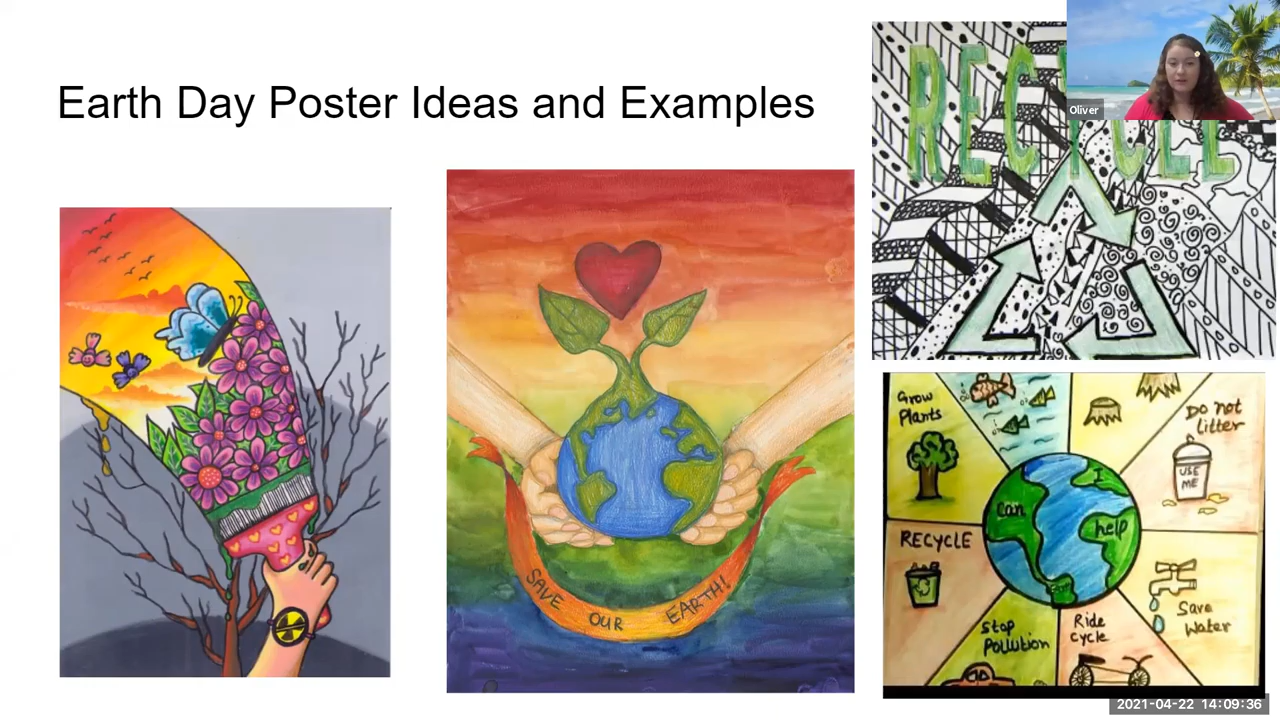 Earth Day Poster Ideas and Examples
RECYCLE
Oliver
SAVE OUR EARTH!
Grow
Plants
Do not
litter
USE
ME
can
help
RECYCLE
Save
Water
Stop
Pollution
Ride
cycle
2021-04-22 14:09:36